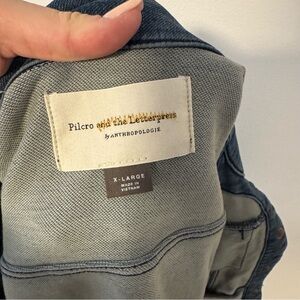 Pilcro and the Letterpress
by ANTHROPOLOGIE
X-LARGE
MADE IN
VIETNAM